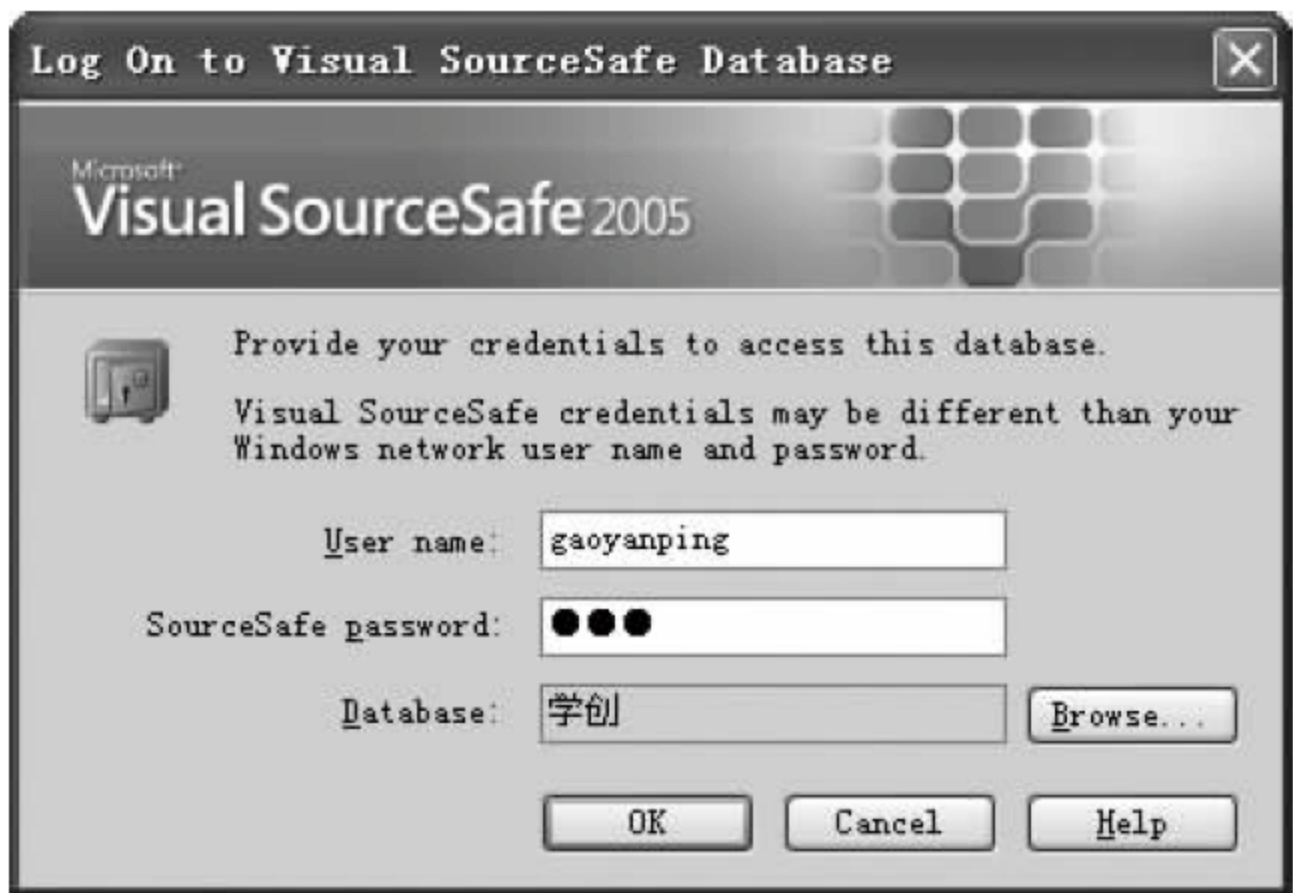 Log On to Visual SourceSafe Database
Microsoft
Visual SourceSafe 2005
Provide your credentials to access this database.
Visual SourceSafe credentials may be different than your
Windows network user name and password.
User name: gaoyanping
SourceSafe password: ●●●
Database: 学创 Browse...
OK Cancel Help